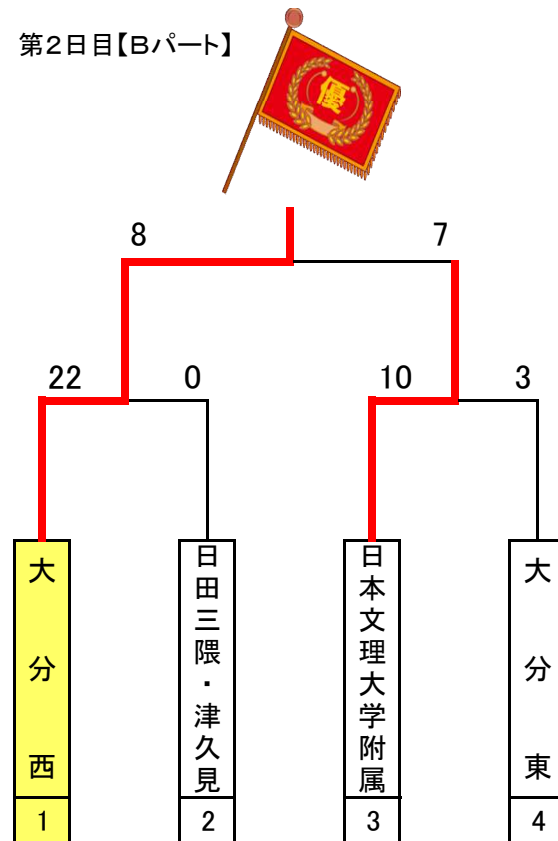 第2日目【Bパート】
優
8 7
22 0 10 3
大分西
日田三隈・津久見
日本文理大学附属
大分東
1 2 3 4